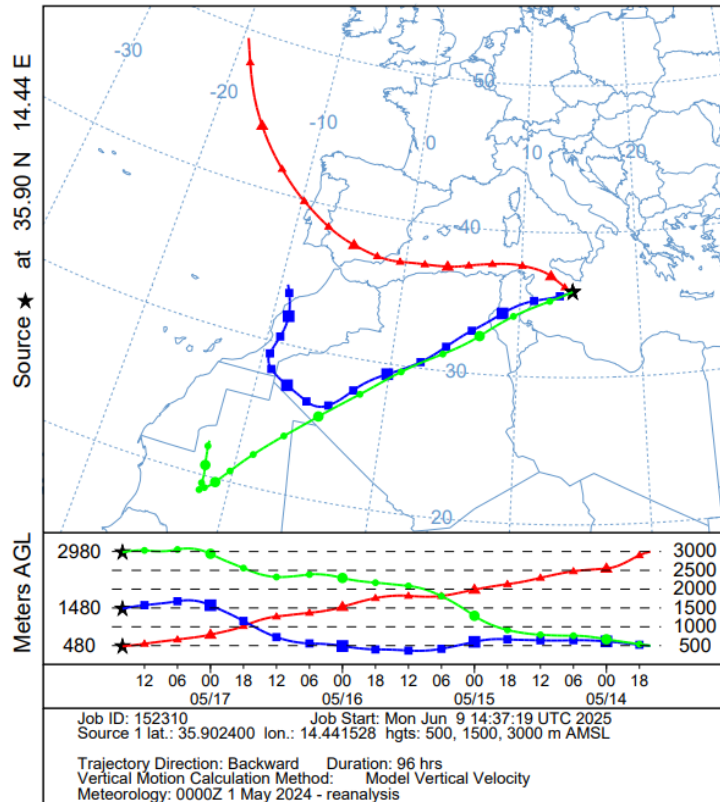 -30
-20
-10
0
10
20
50
-40
30
20
Source ★ at 35.90 N 14.44 E
Meters AGL
2980
1480
480
3000
2500
2000
1500
1000
500
12 06 00 18 12 06 00 18 12 06 00 18 12 06 00 18
05/17 05/16 05/15 05/14
Job ID: 152310 Job Start: Mon Jun 9 14:37:19 UTC 2025
Source 1 lat.: 35.902400 lon.: 14.441528 hgts: 500, 1500, 3000 m AMSL
Trajectory Direction: Backward Duration: 96 hrs
Vertical Motion Calculation Method: Model Vertical Velocity
Meteorology: 0000Z 1 May 2024 - reanalysis